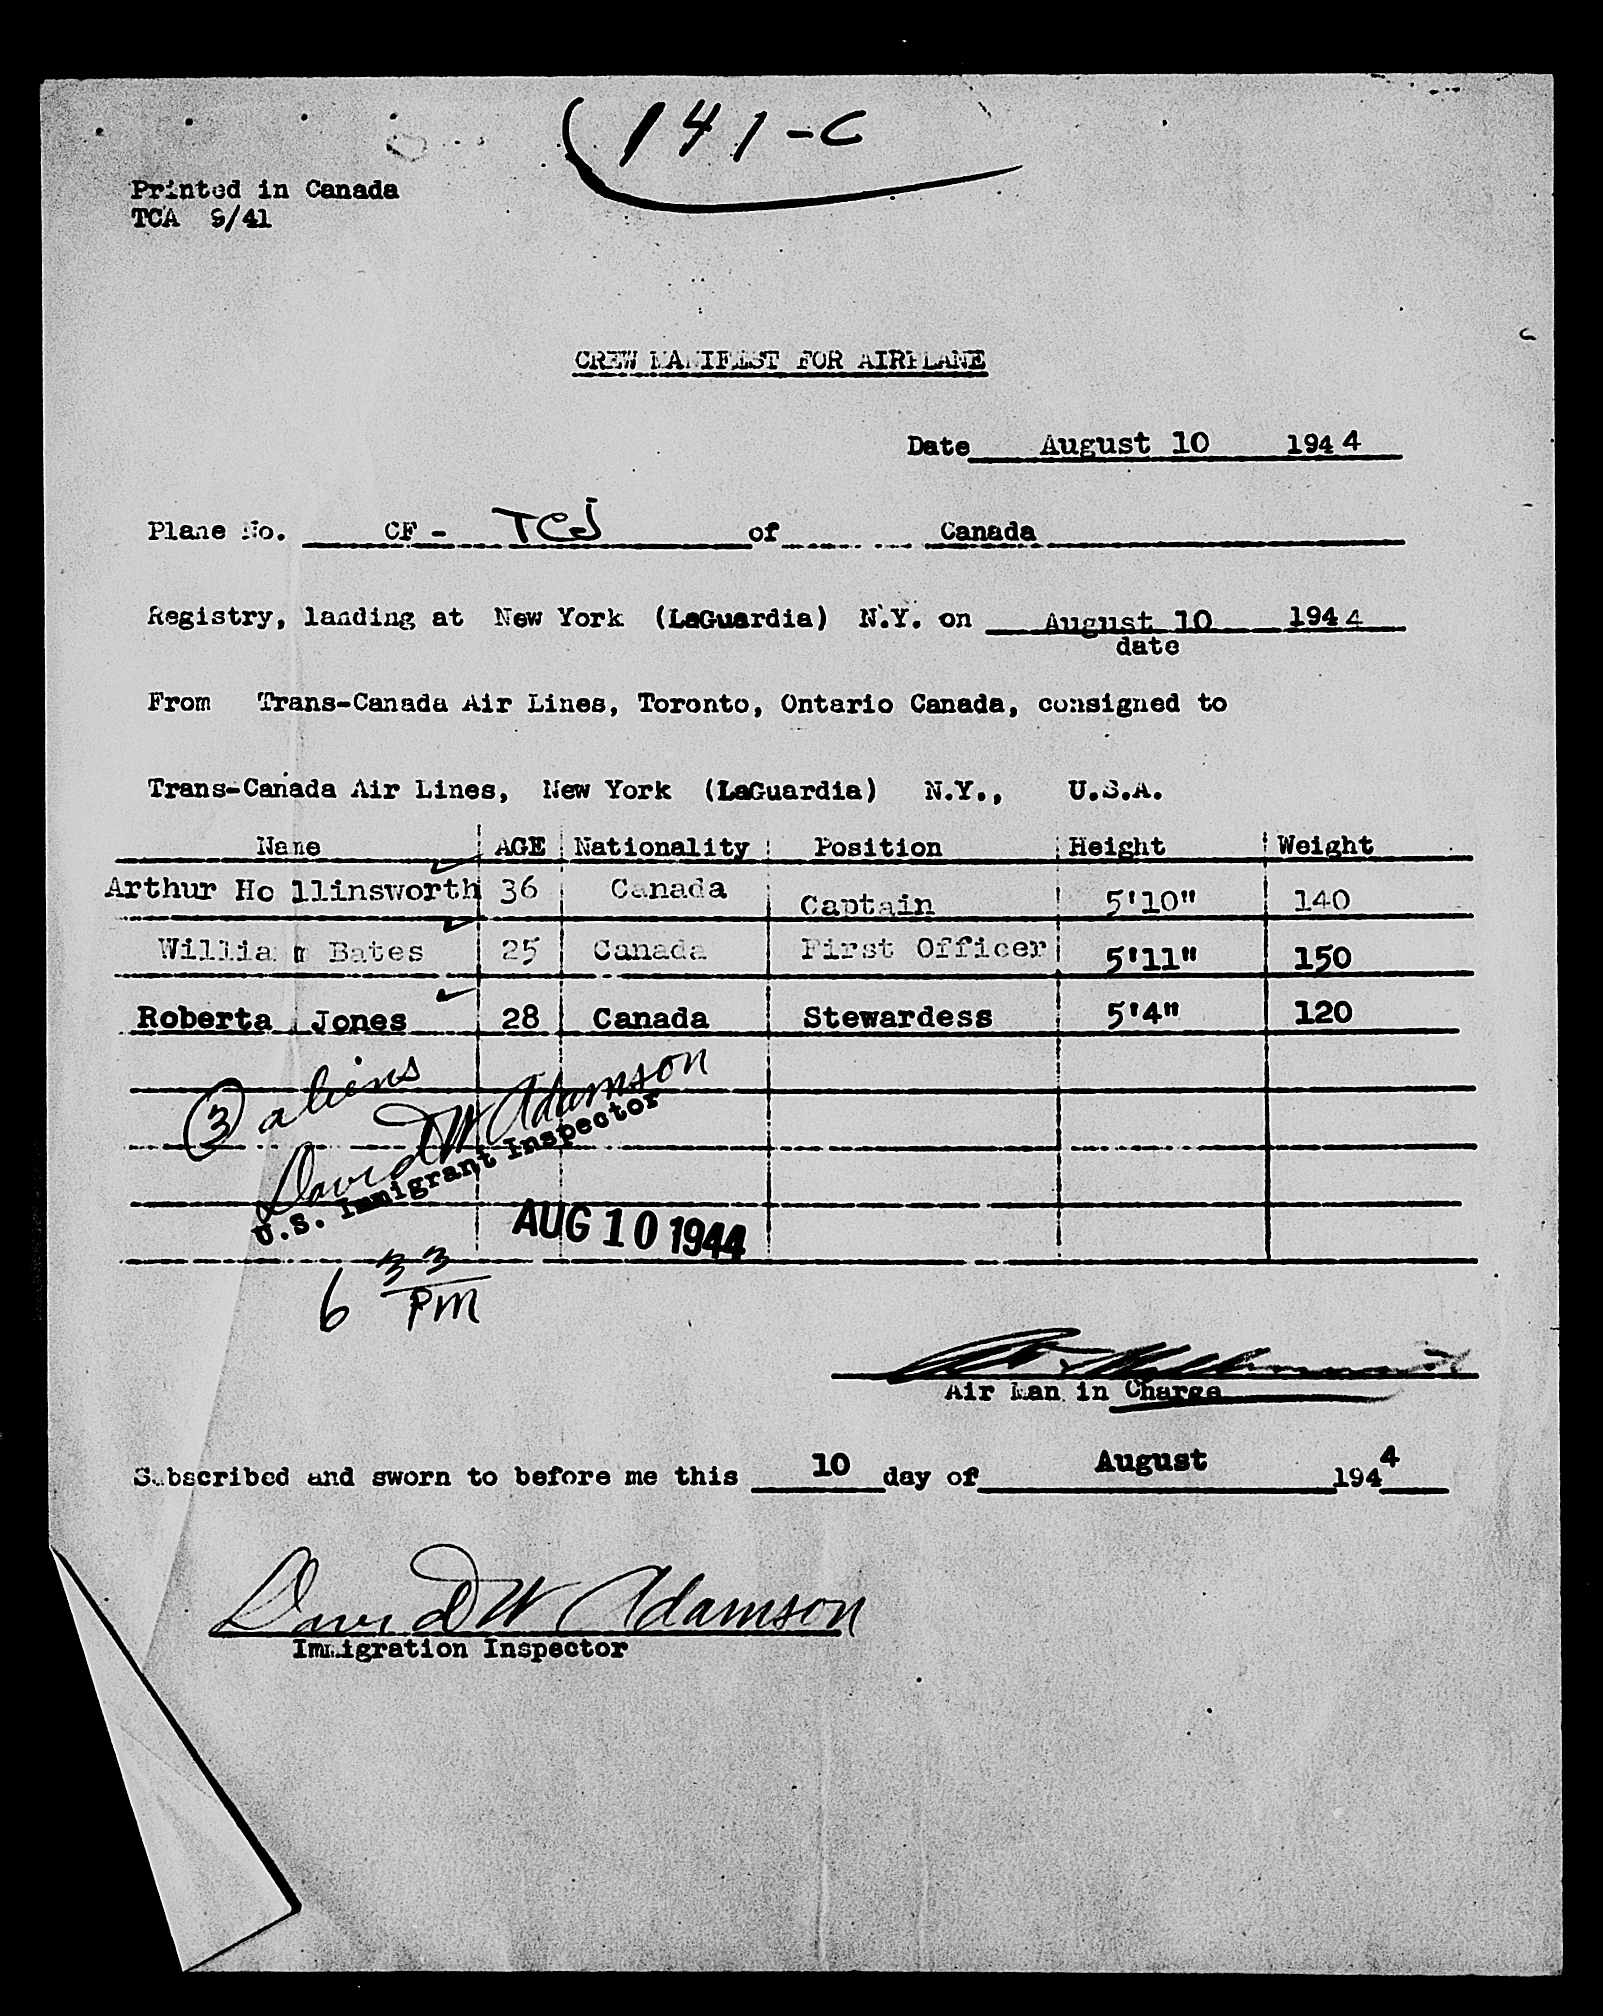 141-C
Printed in Canada
TCA 9/41
CREW MANIFEST FOR AIRPLANE
Date August 10 1944
Plane No. CF - TCJ of Canada
Registry, landing at New York (LaGuardia) N.Y. on August 10 1944
date
From Trans-Canada Air Lines, Toronto, Ontario Canada, consigned to
Trans-Canada Air Lines, New York (LaGuardia) N.Y., U.S.A.
Name AGE Nationality Position Height Weight
Arthur Ho llinsworth 36 Canada Captain 5'10" 140
William Bates 25 Canada First Officer 5'11" 150
Roberta Jones 28 Canada Stewardess 5'4" 120
3 aliens
David W Adamson
U.S. Immigrant Inspector
AUG 10 1944
6 33 PM
Air Man in Charge
Subscribed and sworn to before me this 10 day of August 1944
David W Adamson
Immigration Inspector